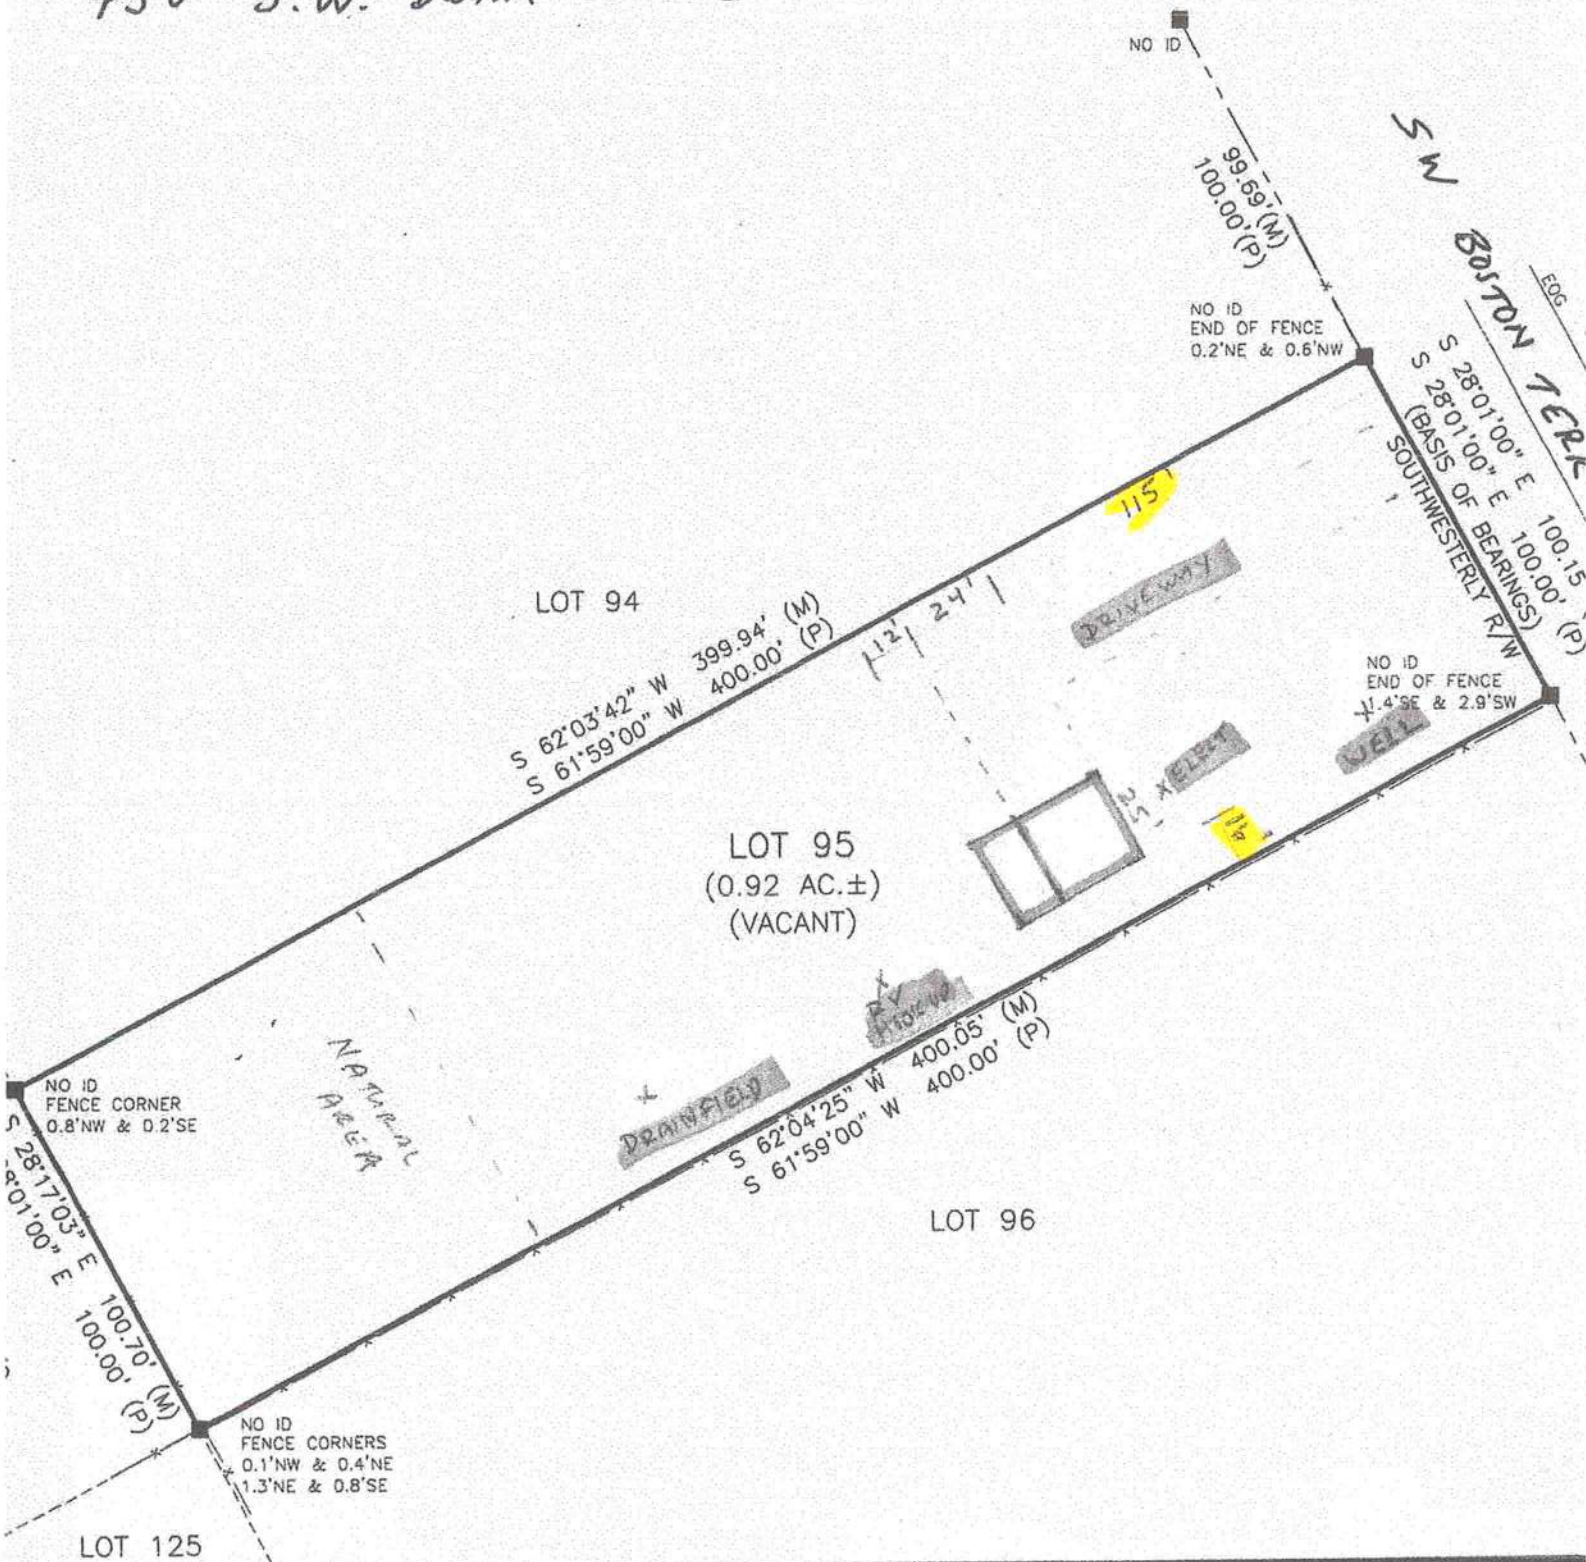 S.W.
NO ID
99.69'(M)
100.00'(P)
SW BOSTON TERR
EOG
NO ID
END OF FENCE
0.2'NE & 0.6'NW
S 28°01'00" E 100.15
S 28°01'00" E 100.00' (P)
(BASIS OF BEARINGS)
SOUTHWESTERLY R/W
115'
DRIVEWAY
24'
12'
LOT 94
S 62°03'42" W 399.94' (M)
S 61°59'00" W 400.00' (P)
NO ID
END OF FENCE
1.4'SE & 2.9'SW
X
WELL
X ELECT
25'
LOT 95
(0.92 AC.±)
(VACANT)
X
RV
HOOKUP
X
DRAINFIELD
NATURAL
AREA
S 62°04'25" W 400.05' (M)
S 61°59'00" W 400.00' (P)
NO ID
FENCE CORNER
0.8'NW & 0.2'SE
S 28°17'03" E 100.70' (M)
8°01'00" E 100.00' (P)
LOT 96
NO ID
FENCE CORNERS
0.1'NW & 0.4'NE
1.3'NE & 0.8'SE
LOT 125